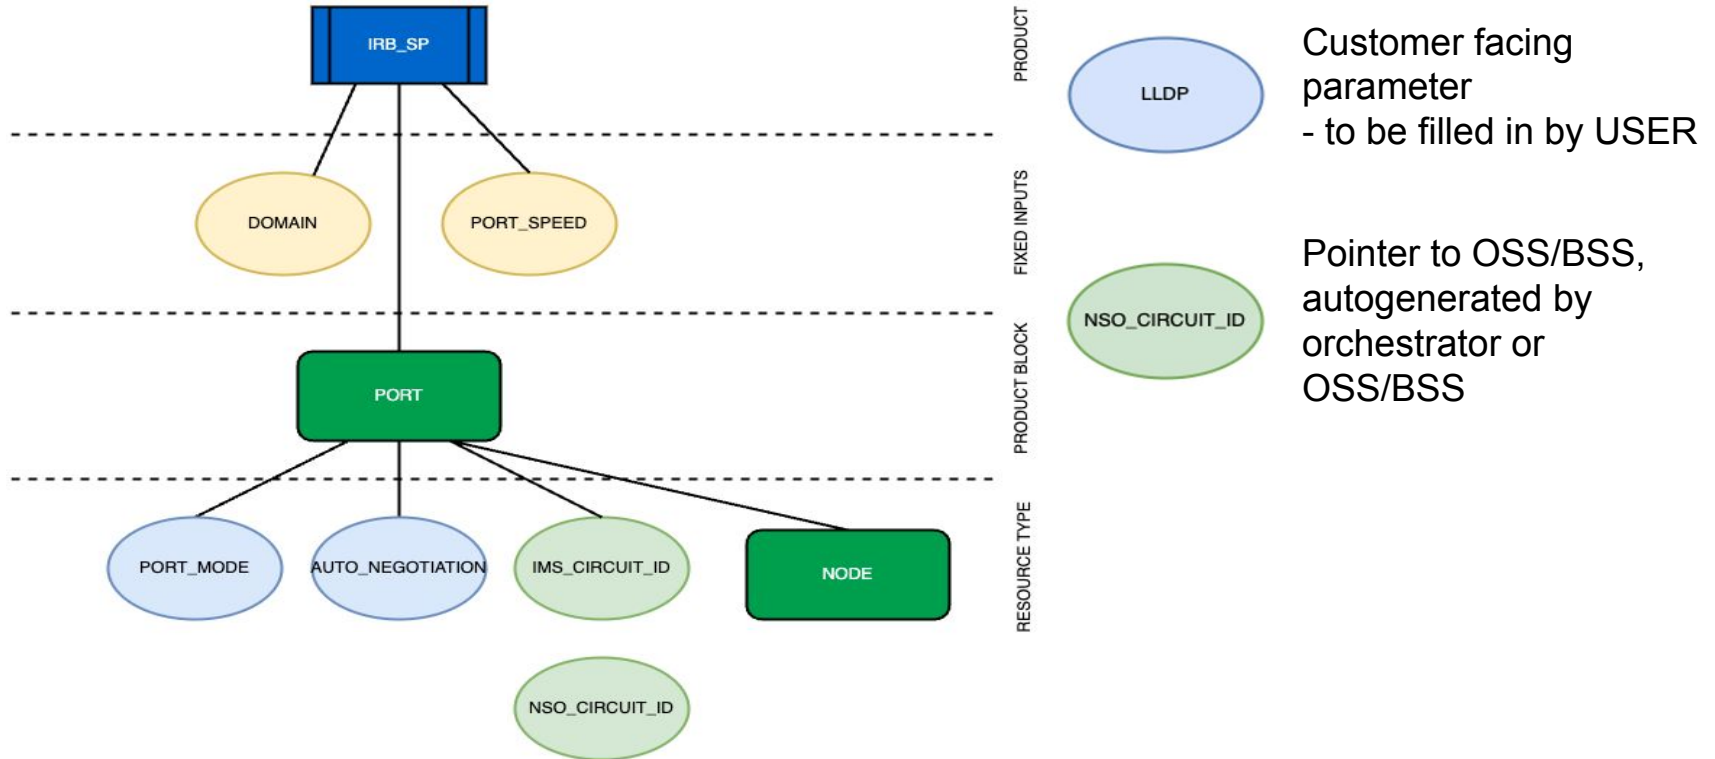 IRB_SP
PRODUCT
DOMAIN
PORT_SPEED
FIXED INPUTS
PORT
PRODUCT BLOCK
PORT_MODE
AUTO_NEGOTIATION
IMS_CIRCUIT_ID
NODE
RESOURCE TYPE
NSO_CIRCUIT_ID
LLDP
Customer facing
parameter
- to be filled in by USER
NSO_CIRCUIT_ID
Pointer to OSS/BSS,
autogenerated by
orchestrator or
OSS/BSS